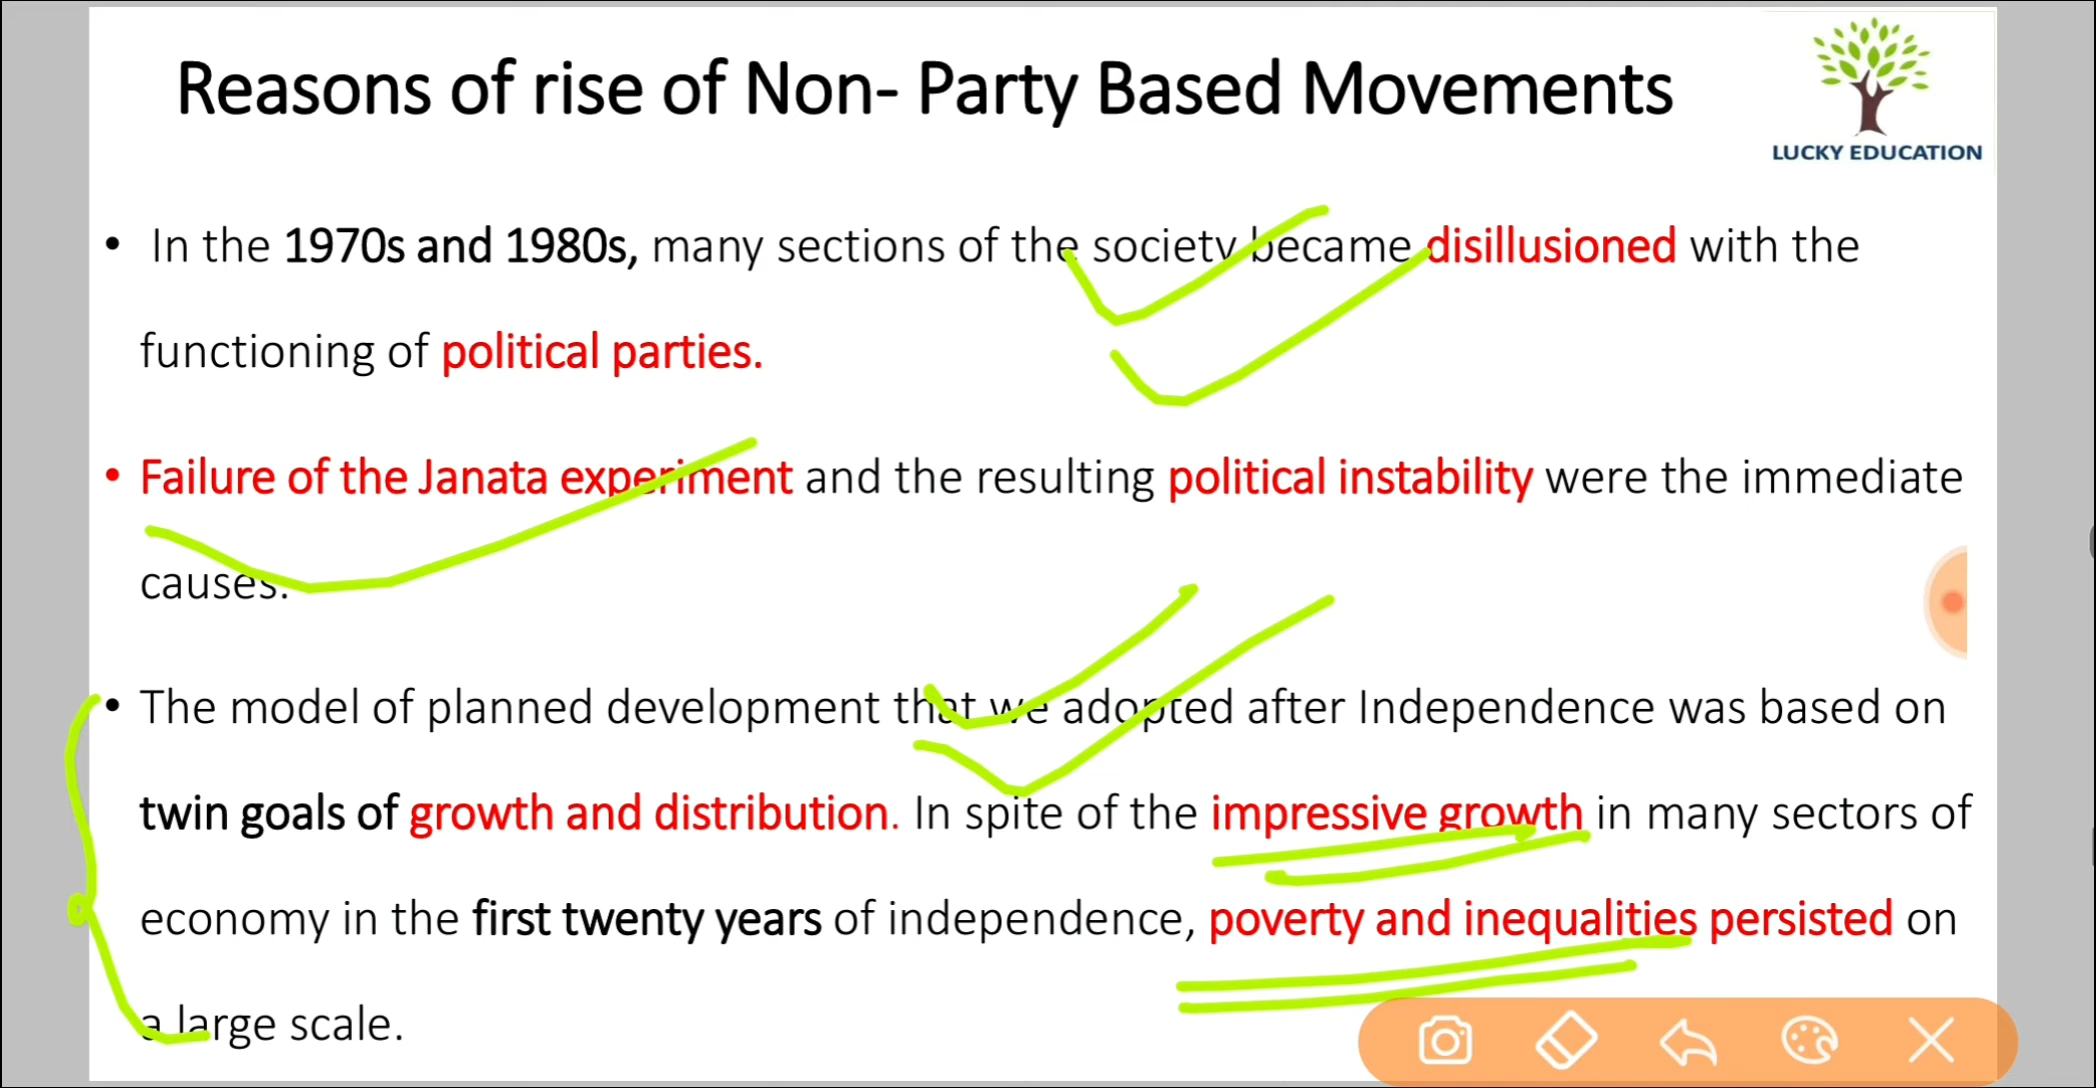 Reasons of rise of Non- Party Based Movements
LUCKY EDUCATION
• In the 1970s and 1980s, many sections of the society became disillusioned with the
functioning of political parties.
• Failure of the Janata experiment and the resulting political instability were the immediate
causes.
• The model of planned development that we adopted after Independence was based on
twin goals of growth and distribution. In spite of the impressive growth in many sectors of
economy in the first twenty years of independence, poverty and inequalities persisted on
a large scale.